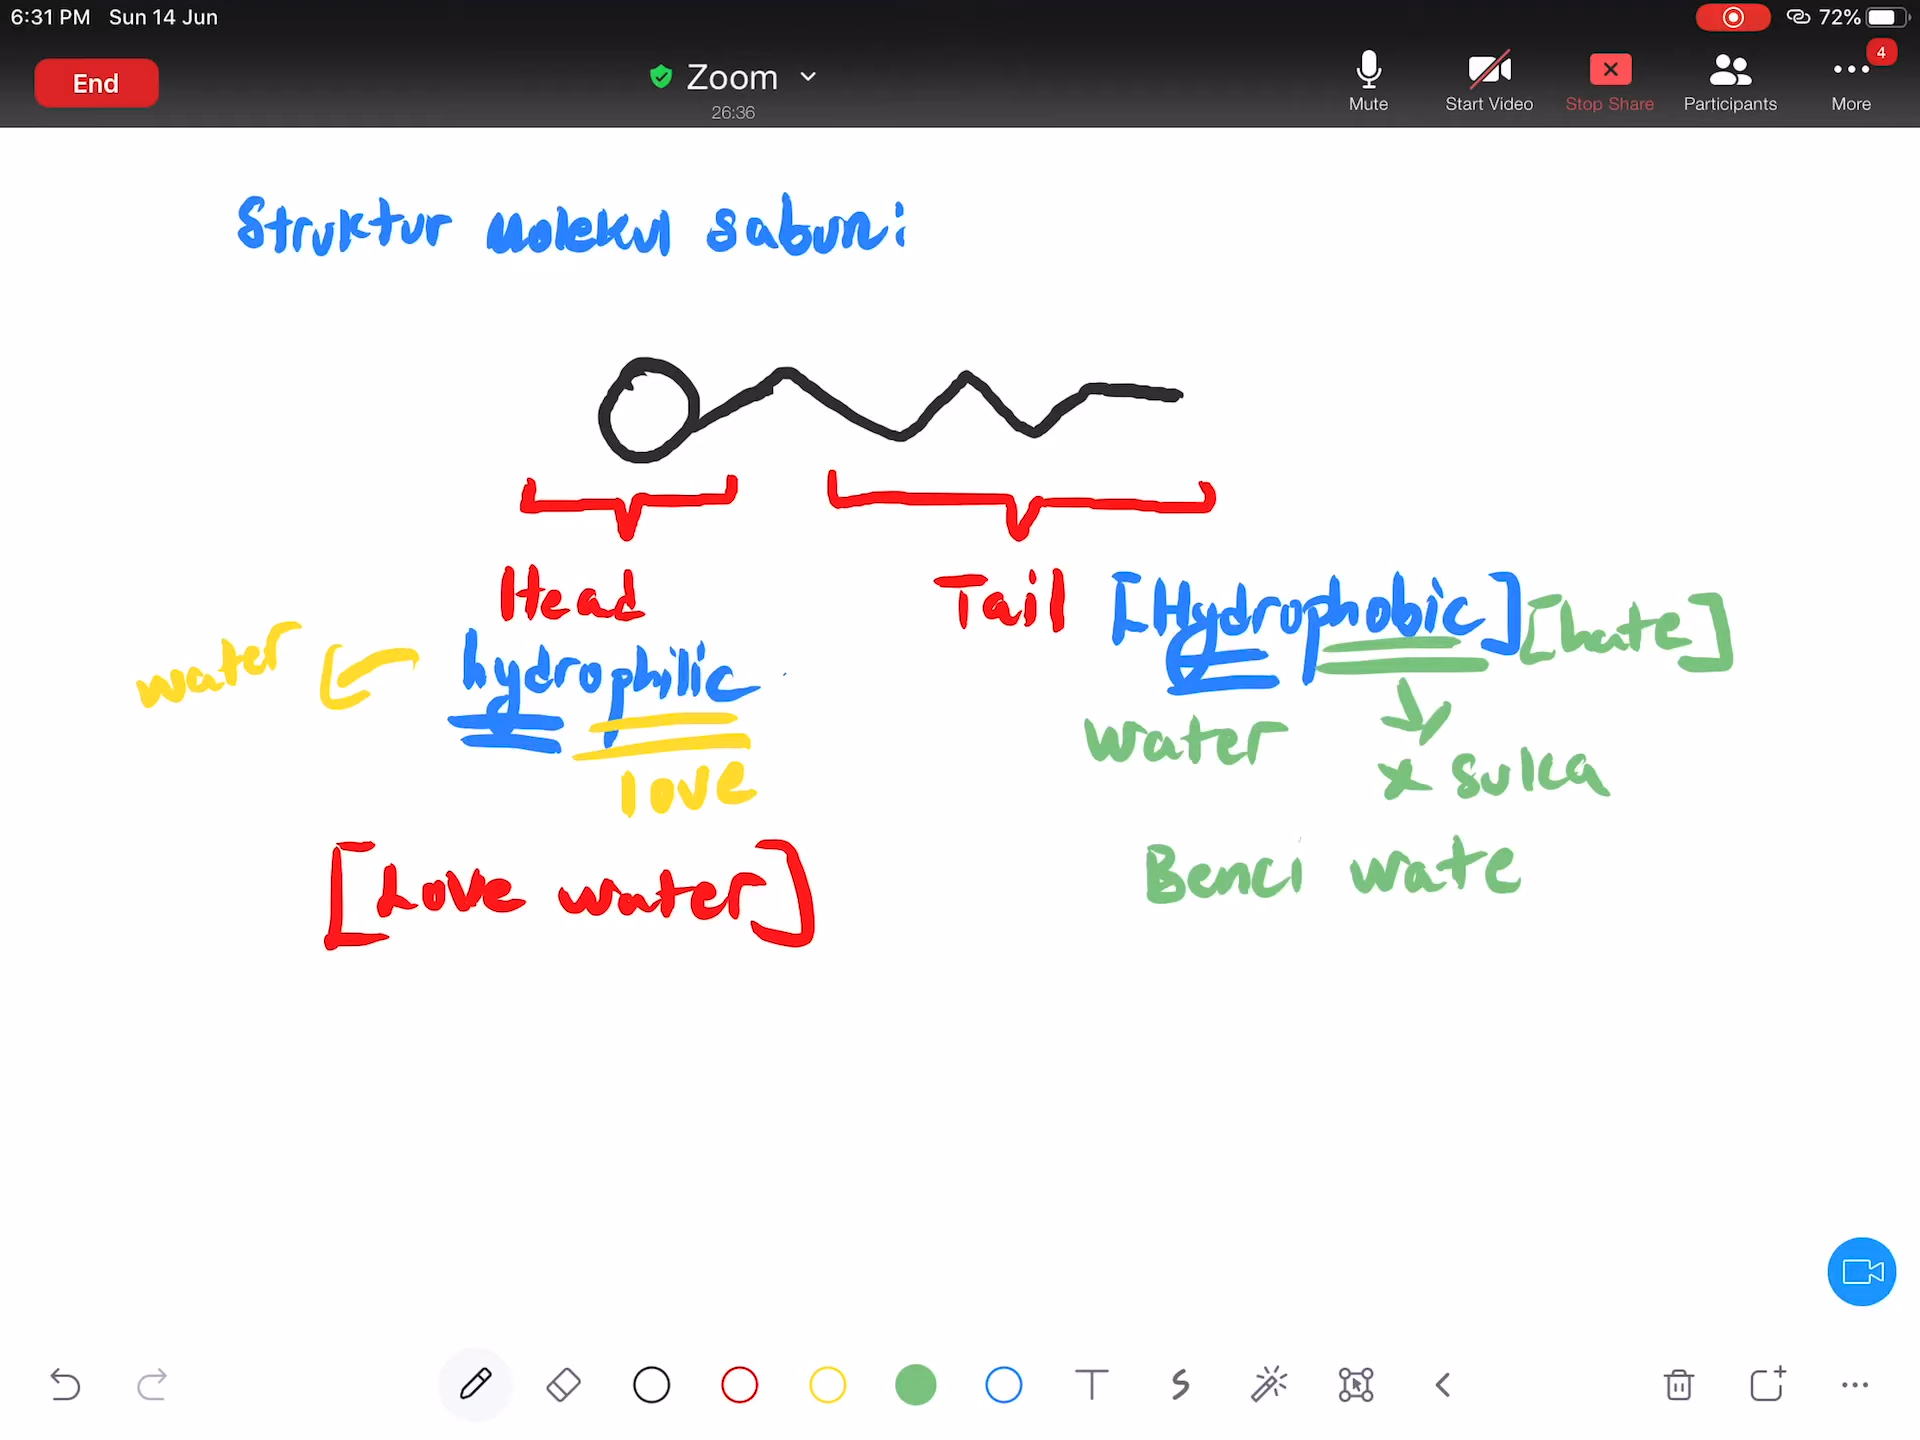 6:31 PM Sun 14 Jun 72%
End Zoom 26:36 Mute Start Video Stop Share Participants More 4
Struktur Molekul sabun:
Head Tail [Hydrophobic] [hate]
water hydrophilic
love water x suka
[Love water] Benci wate
T